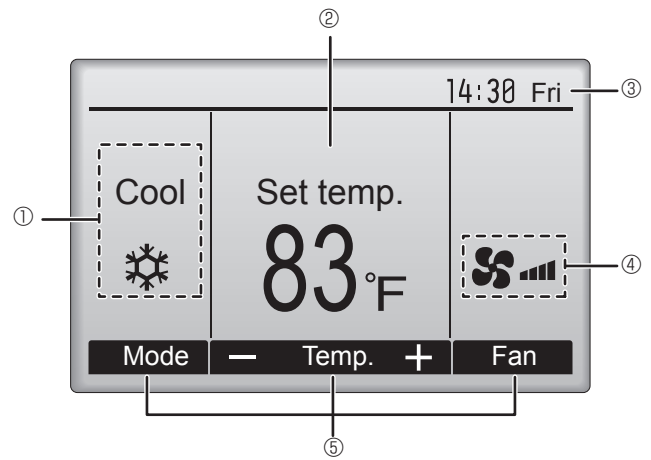 ②
14:30 Fri
③
①
Cool
Set temp.
83°F
④
Mode
— Temp. +
Fan
⑤